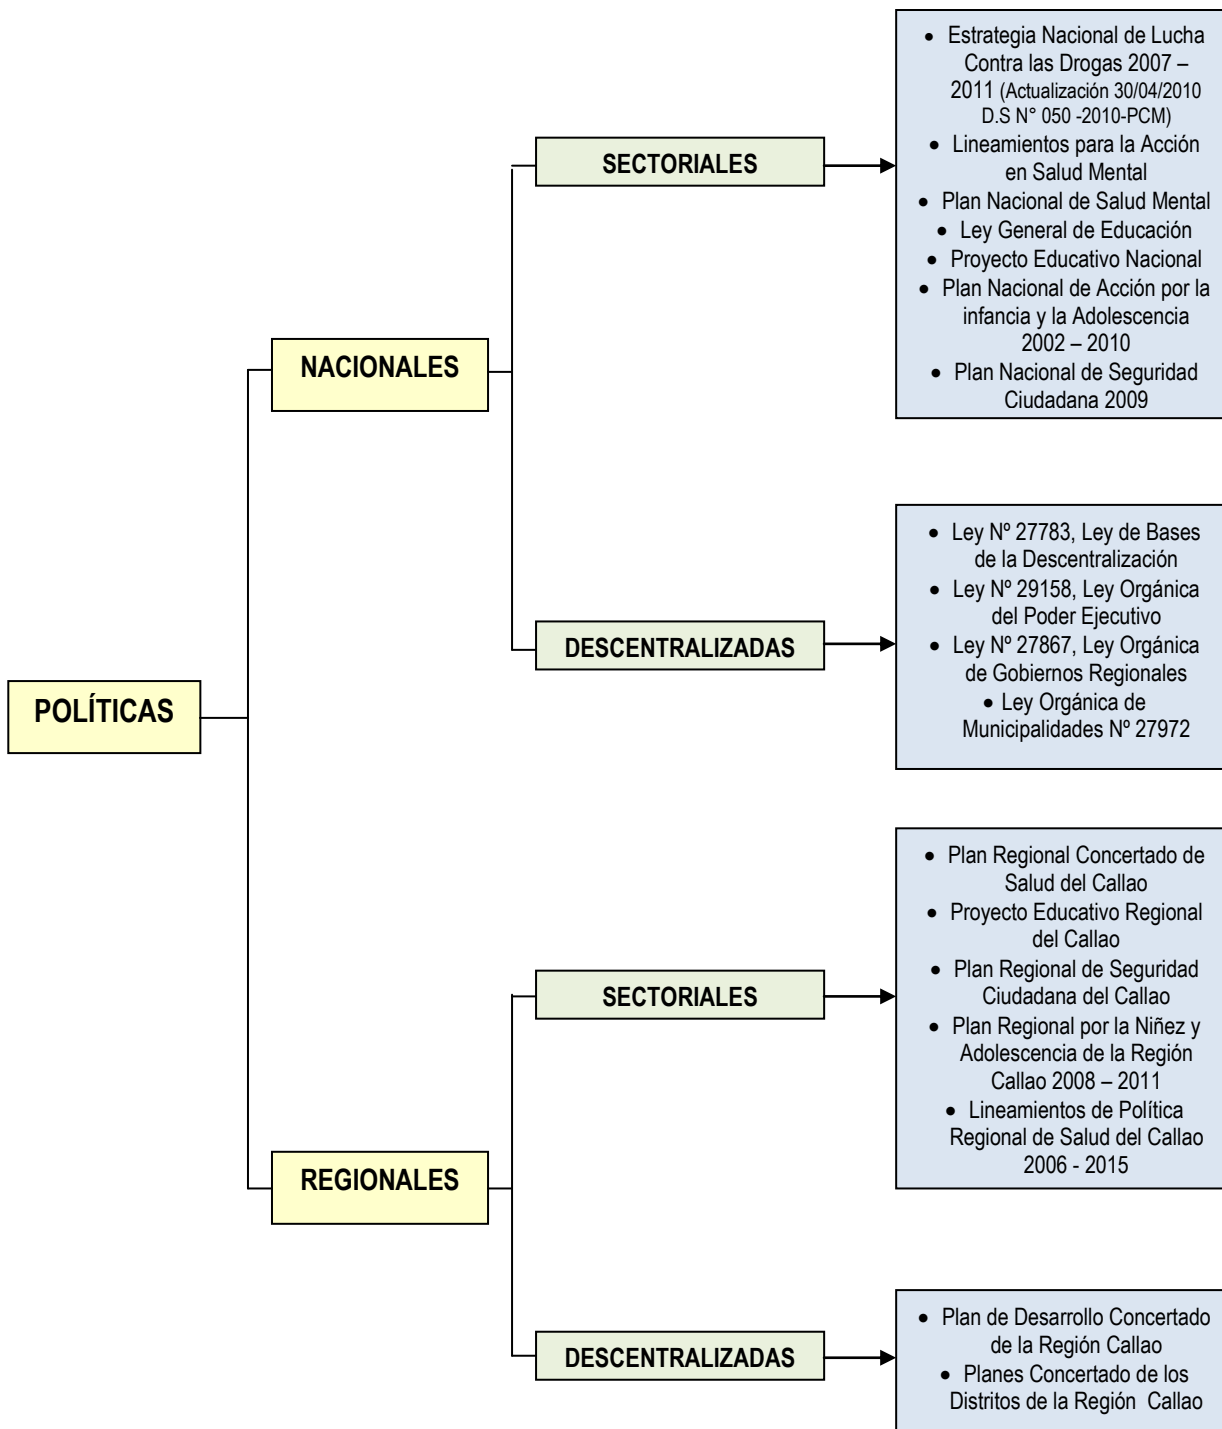 POLÍTICAS
NACIONALES
SECTORIALES
• Estrategia Nacional de Lucha
Contra las Drogas 2007 –
2011 (Actualización 30/04/2010
D.S N° 050 -2010-PCM)
• Lineamientos para la Acción
en Salud Mental
• Plan Nacional de Salud Mental
• Ley General de Educación
• Proyecto Educativo Nacional
• Plan Nacional de Acción por la
infancia y la Adolescencia
2002 – 2010
• Plan Nacional de Seguridad
Ciudadana 2009
DESCENTRALIZADAS
• Ley Nº 27783, Ley de Bases
de la Descentralización
• Ley Nº 29158, Ley Orgánica
del Poder Ejecutivo
• Ley Nº 27867, Ley Orgánica
de Gobiernos Regionales
• Ley Orgánica de
Municipalidades Nº 27972
REGIONALES
SECTORIALES
• Plan Regional Concertado de
Salud del Callao
• Proyecto Educativo Regional
del Callao
• Plan Regional de Seguridad
Ciudadana del Callao
• Plan Regional por la Niñez y
Adolescencia de la Región
Callao 2008 – 2011
• Lineamientos de Política
Regional de Salud del Callao
2006 - 2015
DESCENTRALIZADAS
• Plan de Desarrollo Concertado
de la Región Callao
• Planes Concertado de los
Distritos de la Región Callao